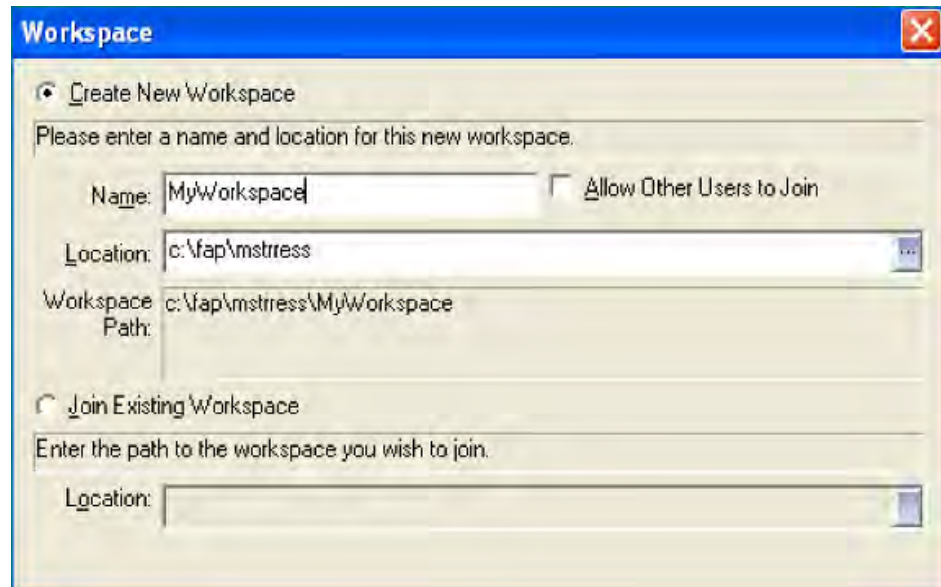 Workspace
Create New Workspace
Please enter a name and location for this new workspace.
Name: MyWorkspace Allow Other Users to Join
Location: c:\fap\mstrress ...
Workspace c:\fap\mstrress\MyWorkspace
Path:
Join Existing Workspace
Enter the path to the workspace you wish to join.
Location: